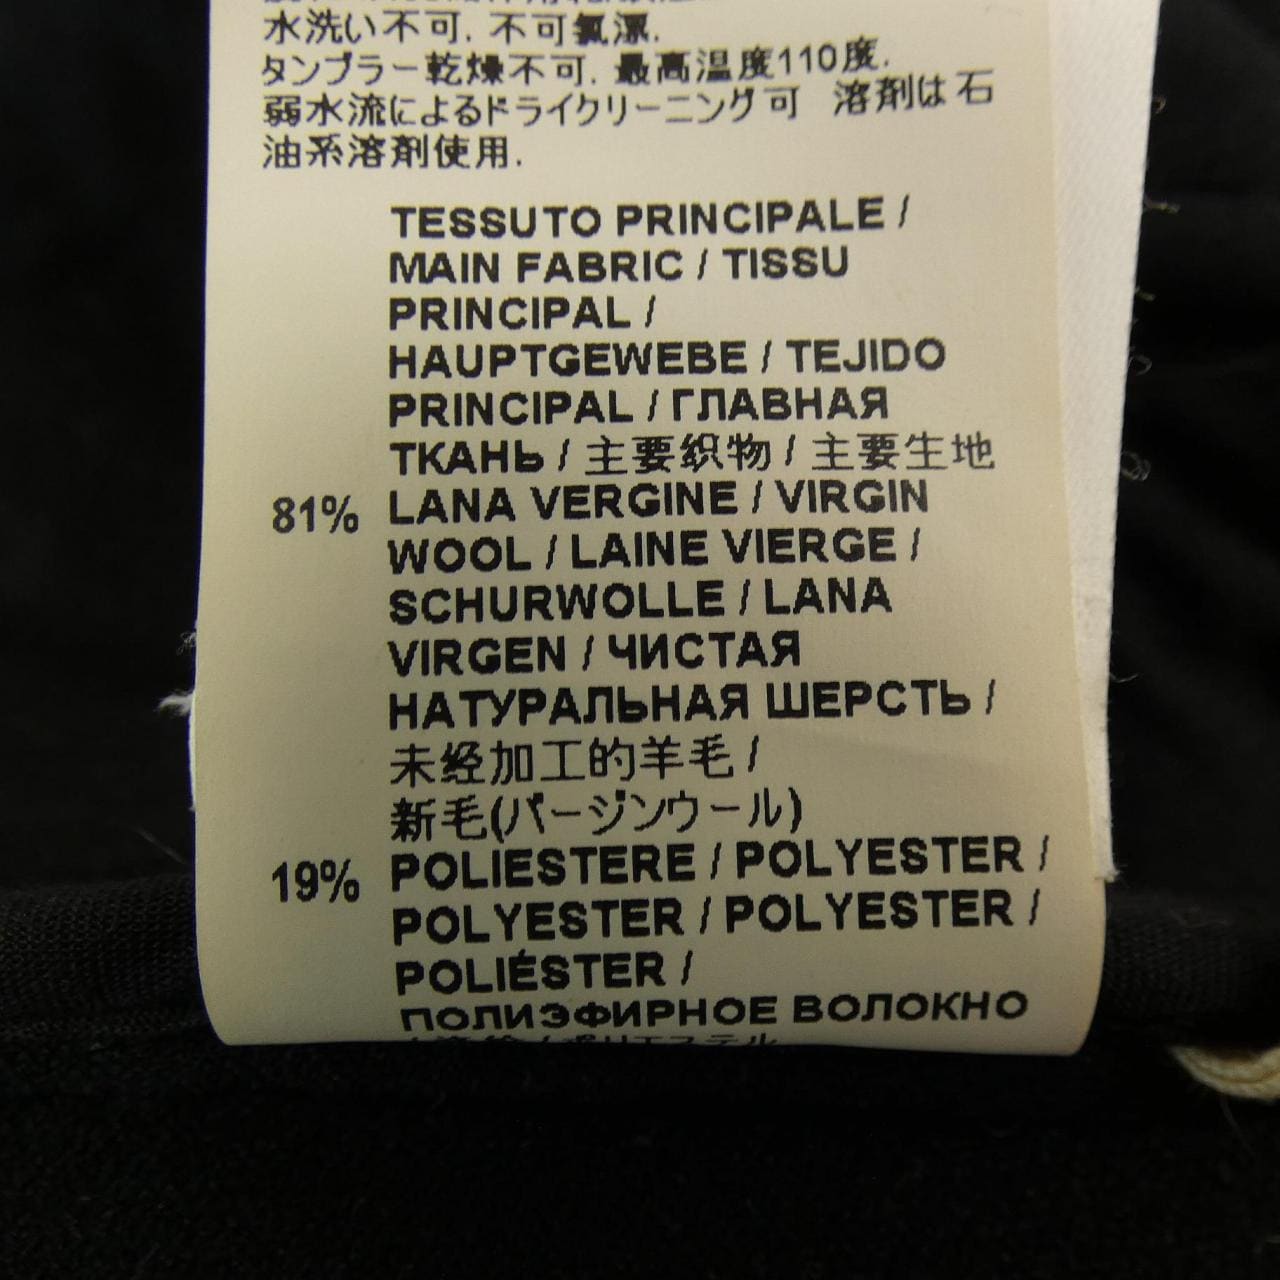 水洗い不可. 不可氯漂.
タンブラー乾燥不可. 最高温度110度.
弱水流によるドライクリーニング可 溶剤は石
油系溶剤使用.
TESSUTO PRINCIPALE /
MAIN FABRIC / TISSU
PRINCIPAL /
HAUPTGEWEBE / TEJIDO
PRINCIPAL / ГЛАВНАЯ
ТКАНЬ / 主要织物 / 主要生地
81% LANA VERGINE / VIRGIN
WOOL / LAINE VIERGE /
SCHURWOLLE / LANA
VIRGEN / ЧИСТАЯ
НАТУРАЛЬНАЯ ШЕРСТЬ /
未经加工的羊毛 /
新毛(バージンウール)
19% POLIESTERE / POLYESTER /
POLYESTER / POLYESTER /
POLIÉSTER /
ПОЛИЭФИРНОЕ ВОЛОКНО